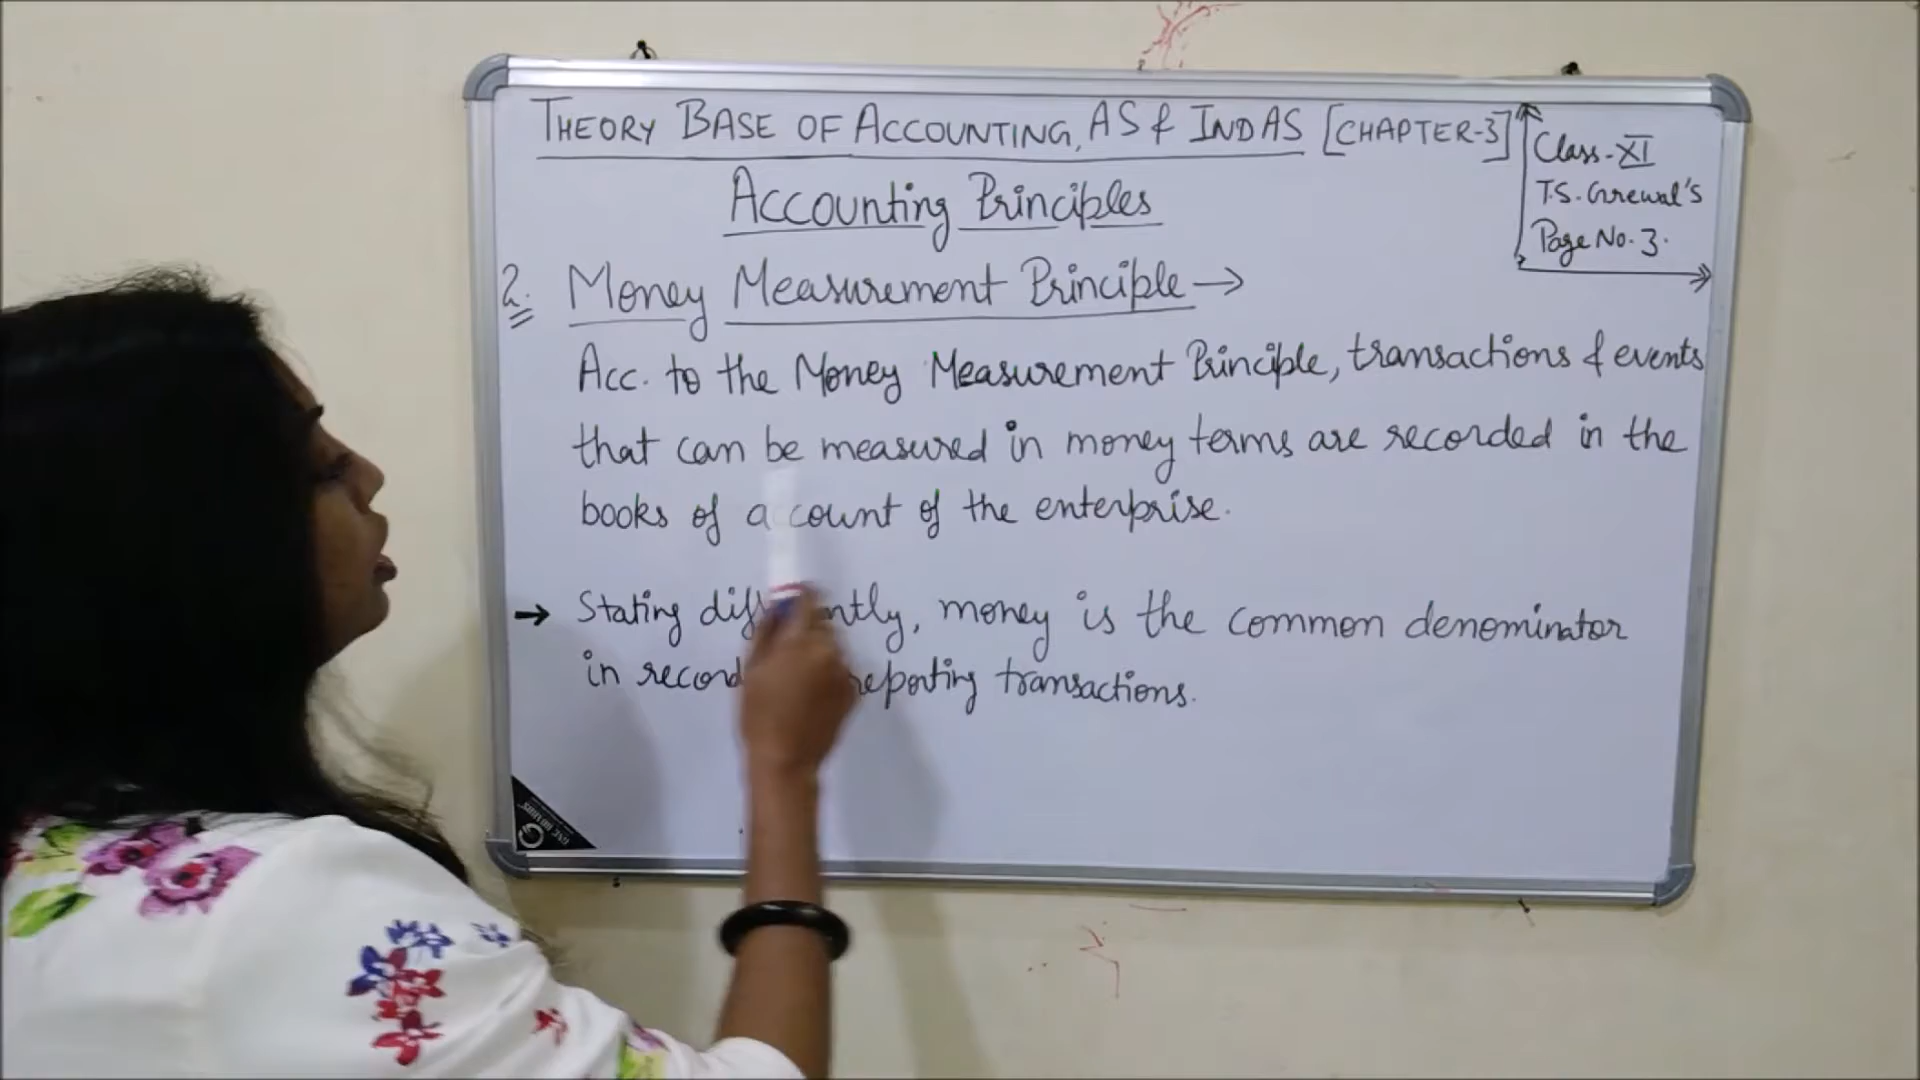 THEORY BASE OF ACCOUNTING, AS & IND AS [CHAPTER-3]
Class-XI
T.S. Grewal's
Page No. 3.
Accounting Principles
2. Money Measurement Principle →
Acc. to the Money Measurement Principle, transactions & events
that can be measured in money terms are recorded in the
books of account of the enterprise.
→ Stating differently, money is the common denominator
in reporting transactions.